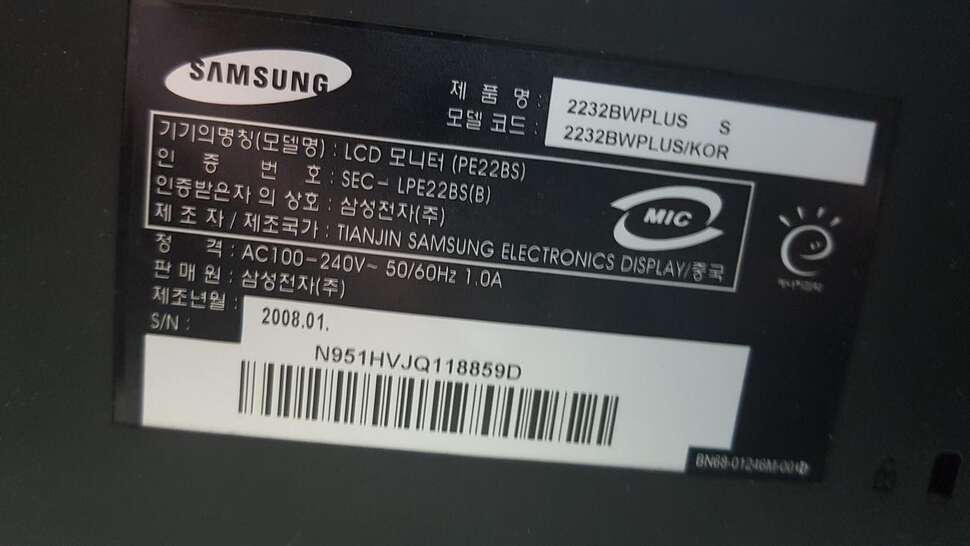 SAMSUNG
제 품 명 : 2232BWPLUS S
모델 코드 : 2232BWPLUS/KOR
기기의명칭(모델명) : LCD 모니터 (PE22BS)
인 증 번 호 : SEC- LPE22BS(B)
인증받은자 의 상호 : 삼성전자(주)
제 조 자 / 제조국가 : TIANJIN SAMSUNG ELECTRONICS DISPLAY/중국
MIC
정 격 : AC100-240V~ 50/60Hz 1.0A
판 매 원 : 삼성전자(주)
제조년월 : 2008.01.
S/N :
N951HVJQ118859D